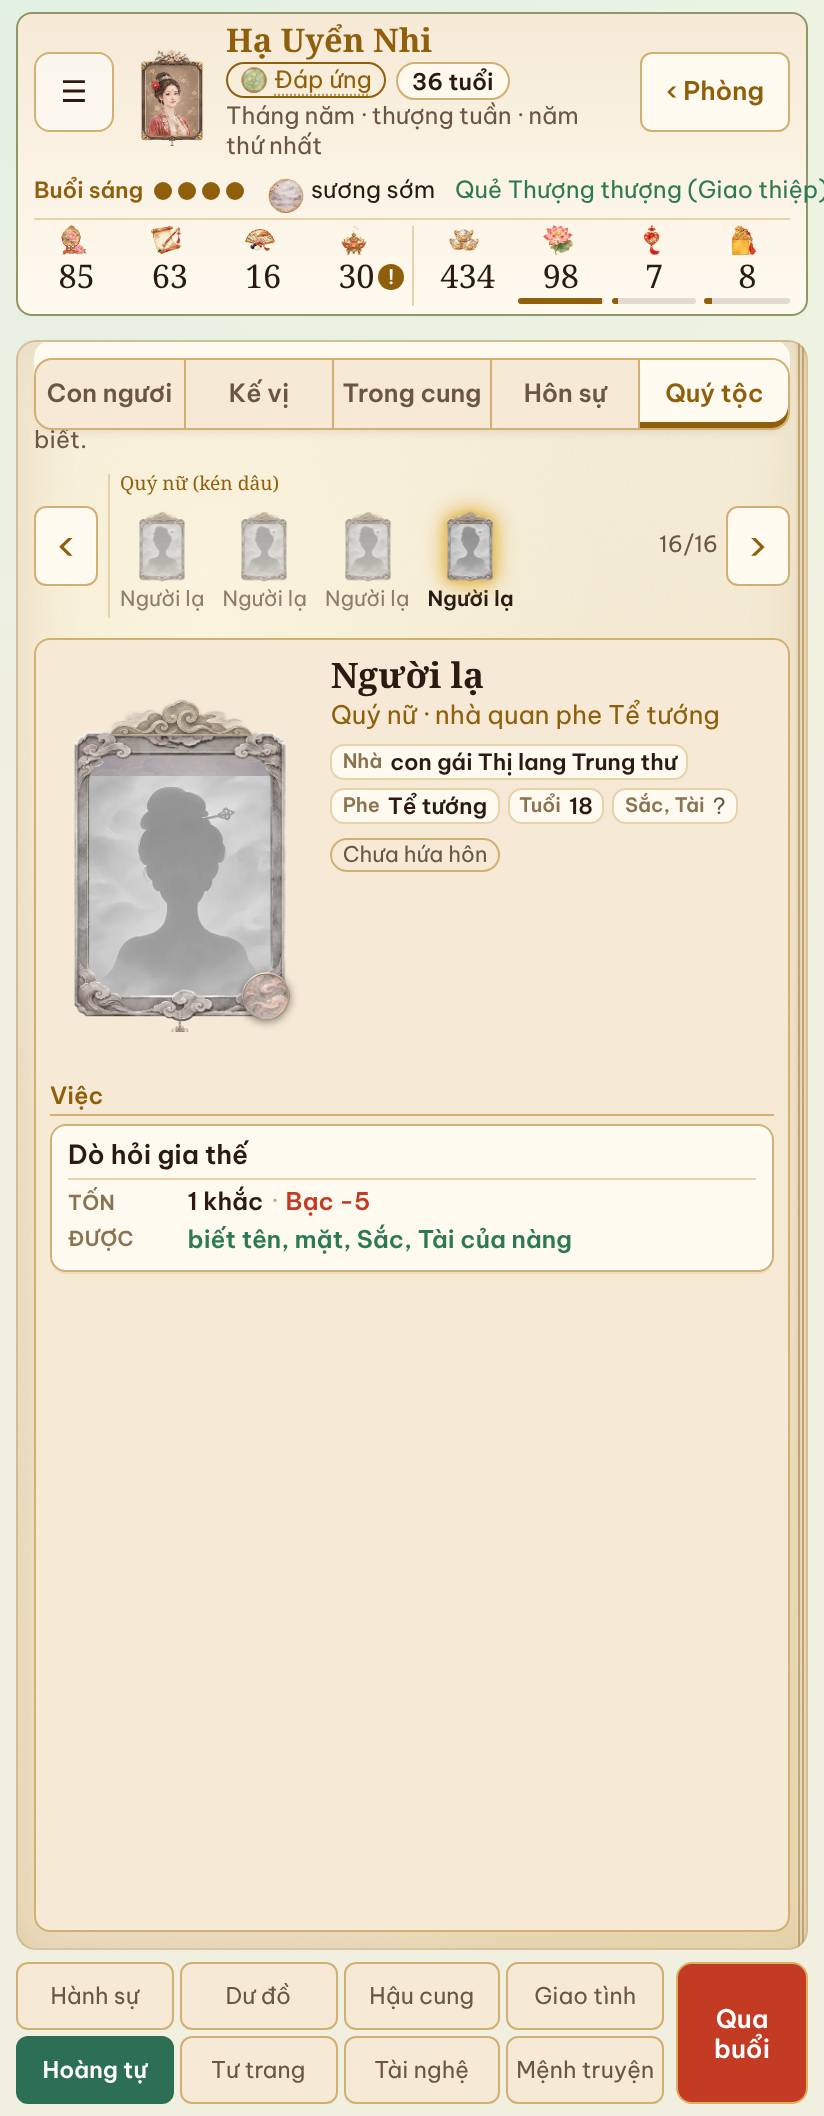 Hạ Uyển Nhi
☰
Đáp ứng
36 tuổi
‹ Phòng
Tháng năm · thượng tuần · năm
thứ nhất
Buổi sáng
sương sớm
Quẻ Thượng thượng (Giao thiệp)
85 63 16 30 ! 434 98 7 8
Con ngươi
Kế vị
Trong cung
Hôn sự
Quý tộc
biết.
Quý nữ (kén dâu)
‹
Người lạ
Người lạ
Người lạ
Người lạ
16/16
›
Người lạ
Quý nữ · nhà quan phe Tể tướng
Nhà con gái Thị lang Trung thư
Phe Tể tướng
Tuổi 18
Sắc, Tài ?
Chưa hứa hôn
Việc
Dò hỏi gia thế
TỐN 1 khắc · Bạc -5
ĐƯỢC biết tên, mặt, Sắc, Tài của nàng
Hành sự
Dư đồ
Hậu cung
Giao tình
Qua
buổi
Hoàng tự
Tư trang
Tài nghệ
Mệnh truyện